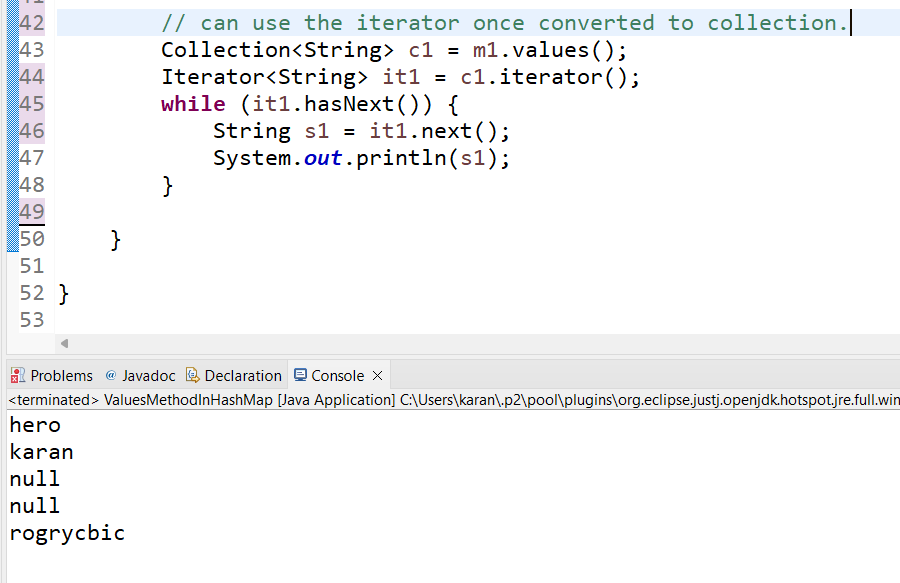 42 // can use the iterator once converted to collection.
43 Collection<String> c1 = m1.values();
44 Iterator<String> it1 = c1.iterator();
45 while (it1.hasNext()) {
46 String s1 = it1.next();
47 System.out.println(s1);
48 }
49
50 }
51
52 }
53
Problems @ Javadoc Declaration Console
<terminated> ValuesMethodInHashMap [Java Application] C:\Users\karan\.p2\pool\plugins\org.eclipse.justj.openjdk.hotspot.jre.full.win
hero
karan
null
null
rogrycbic